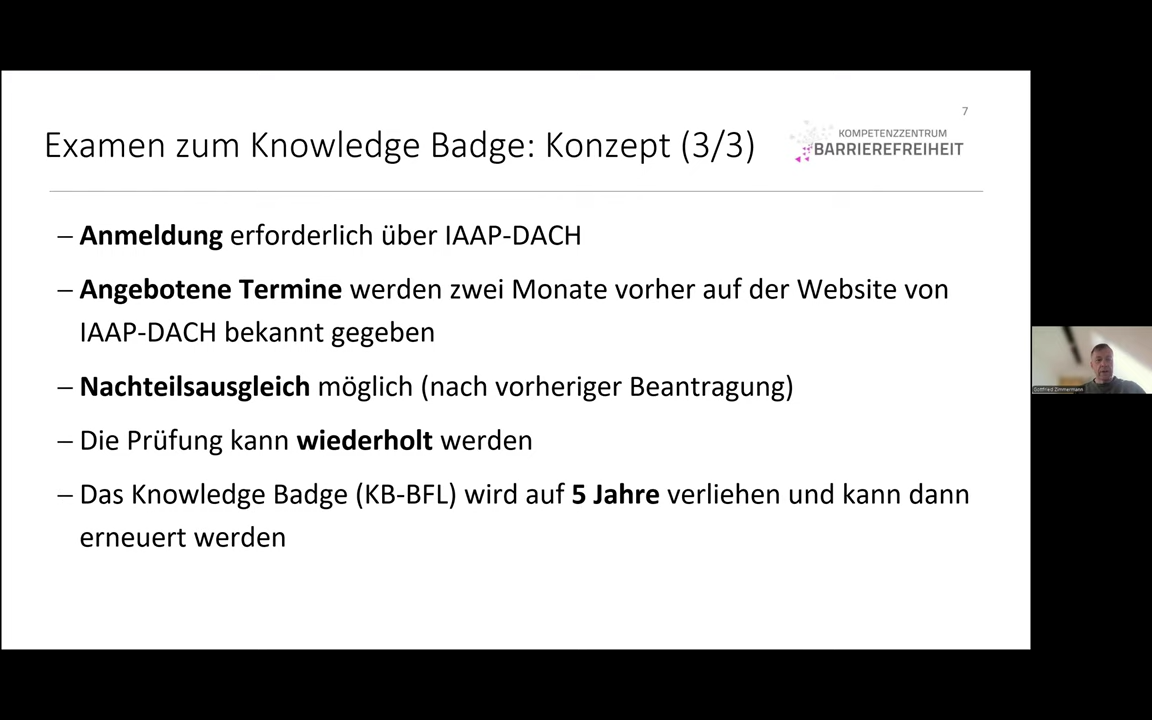 7
Examen zum Knowledge Badge: Konzept (3/3)
KOMPETENZZENTRUM
BARRIEREFREIHEIT
– Anmeldung erforderlich über IAAP-DACH
– Angebotene Termine werden zwei Monate vorher auf der Website von
IAAP-DACH bekannt gegeben
– Nachteilsausgleich möglich (nach vorheriger Beantragung)
– Die Prüfung kann wiederholt werden
– Das Knowledge Badge (KB-BFL) wird auf 5 Jahre verliehen und kann dann
erneuert werden
Gottfried Zimmermann